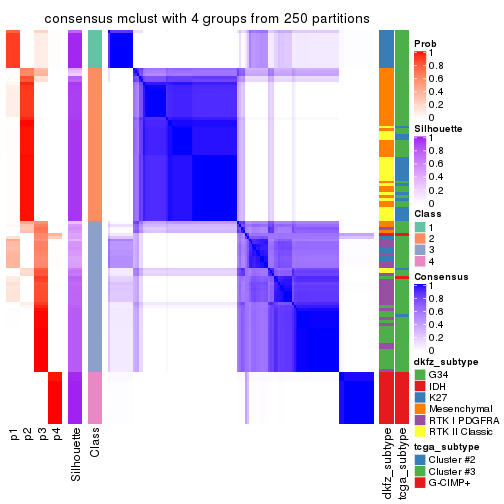 consensus mclust with 4 groups from 250 partitions
Prob
1
0.8
0.6
0.4
0.2
0
Silhouette
1
0.8
0.6
0.4
0.2
0
Class
1
2
3
4
Consensus
1
0.8
0.6
0.4
0.2
0
dkfz_subtype
G34
IDH
K27
Mesenchymal
RTK I PDGFRA
RTK II Classic
tcga_subtype
Cluster #2
Cluster #3
G-CIMP+
p1
p2
p3
p4
Silhouette
Class
dkfz_subtype
tcga_subtype